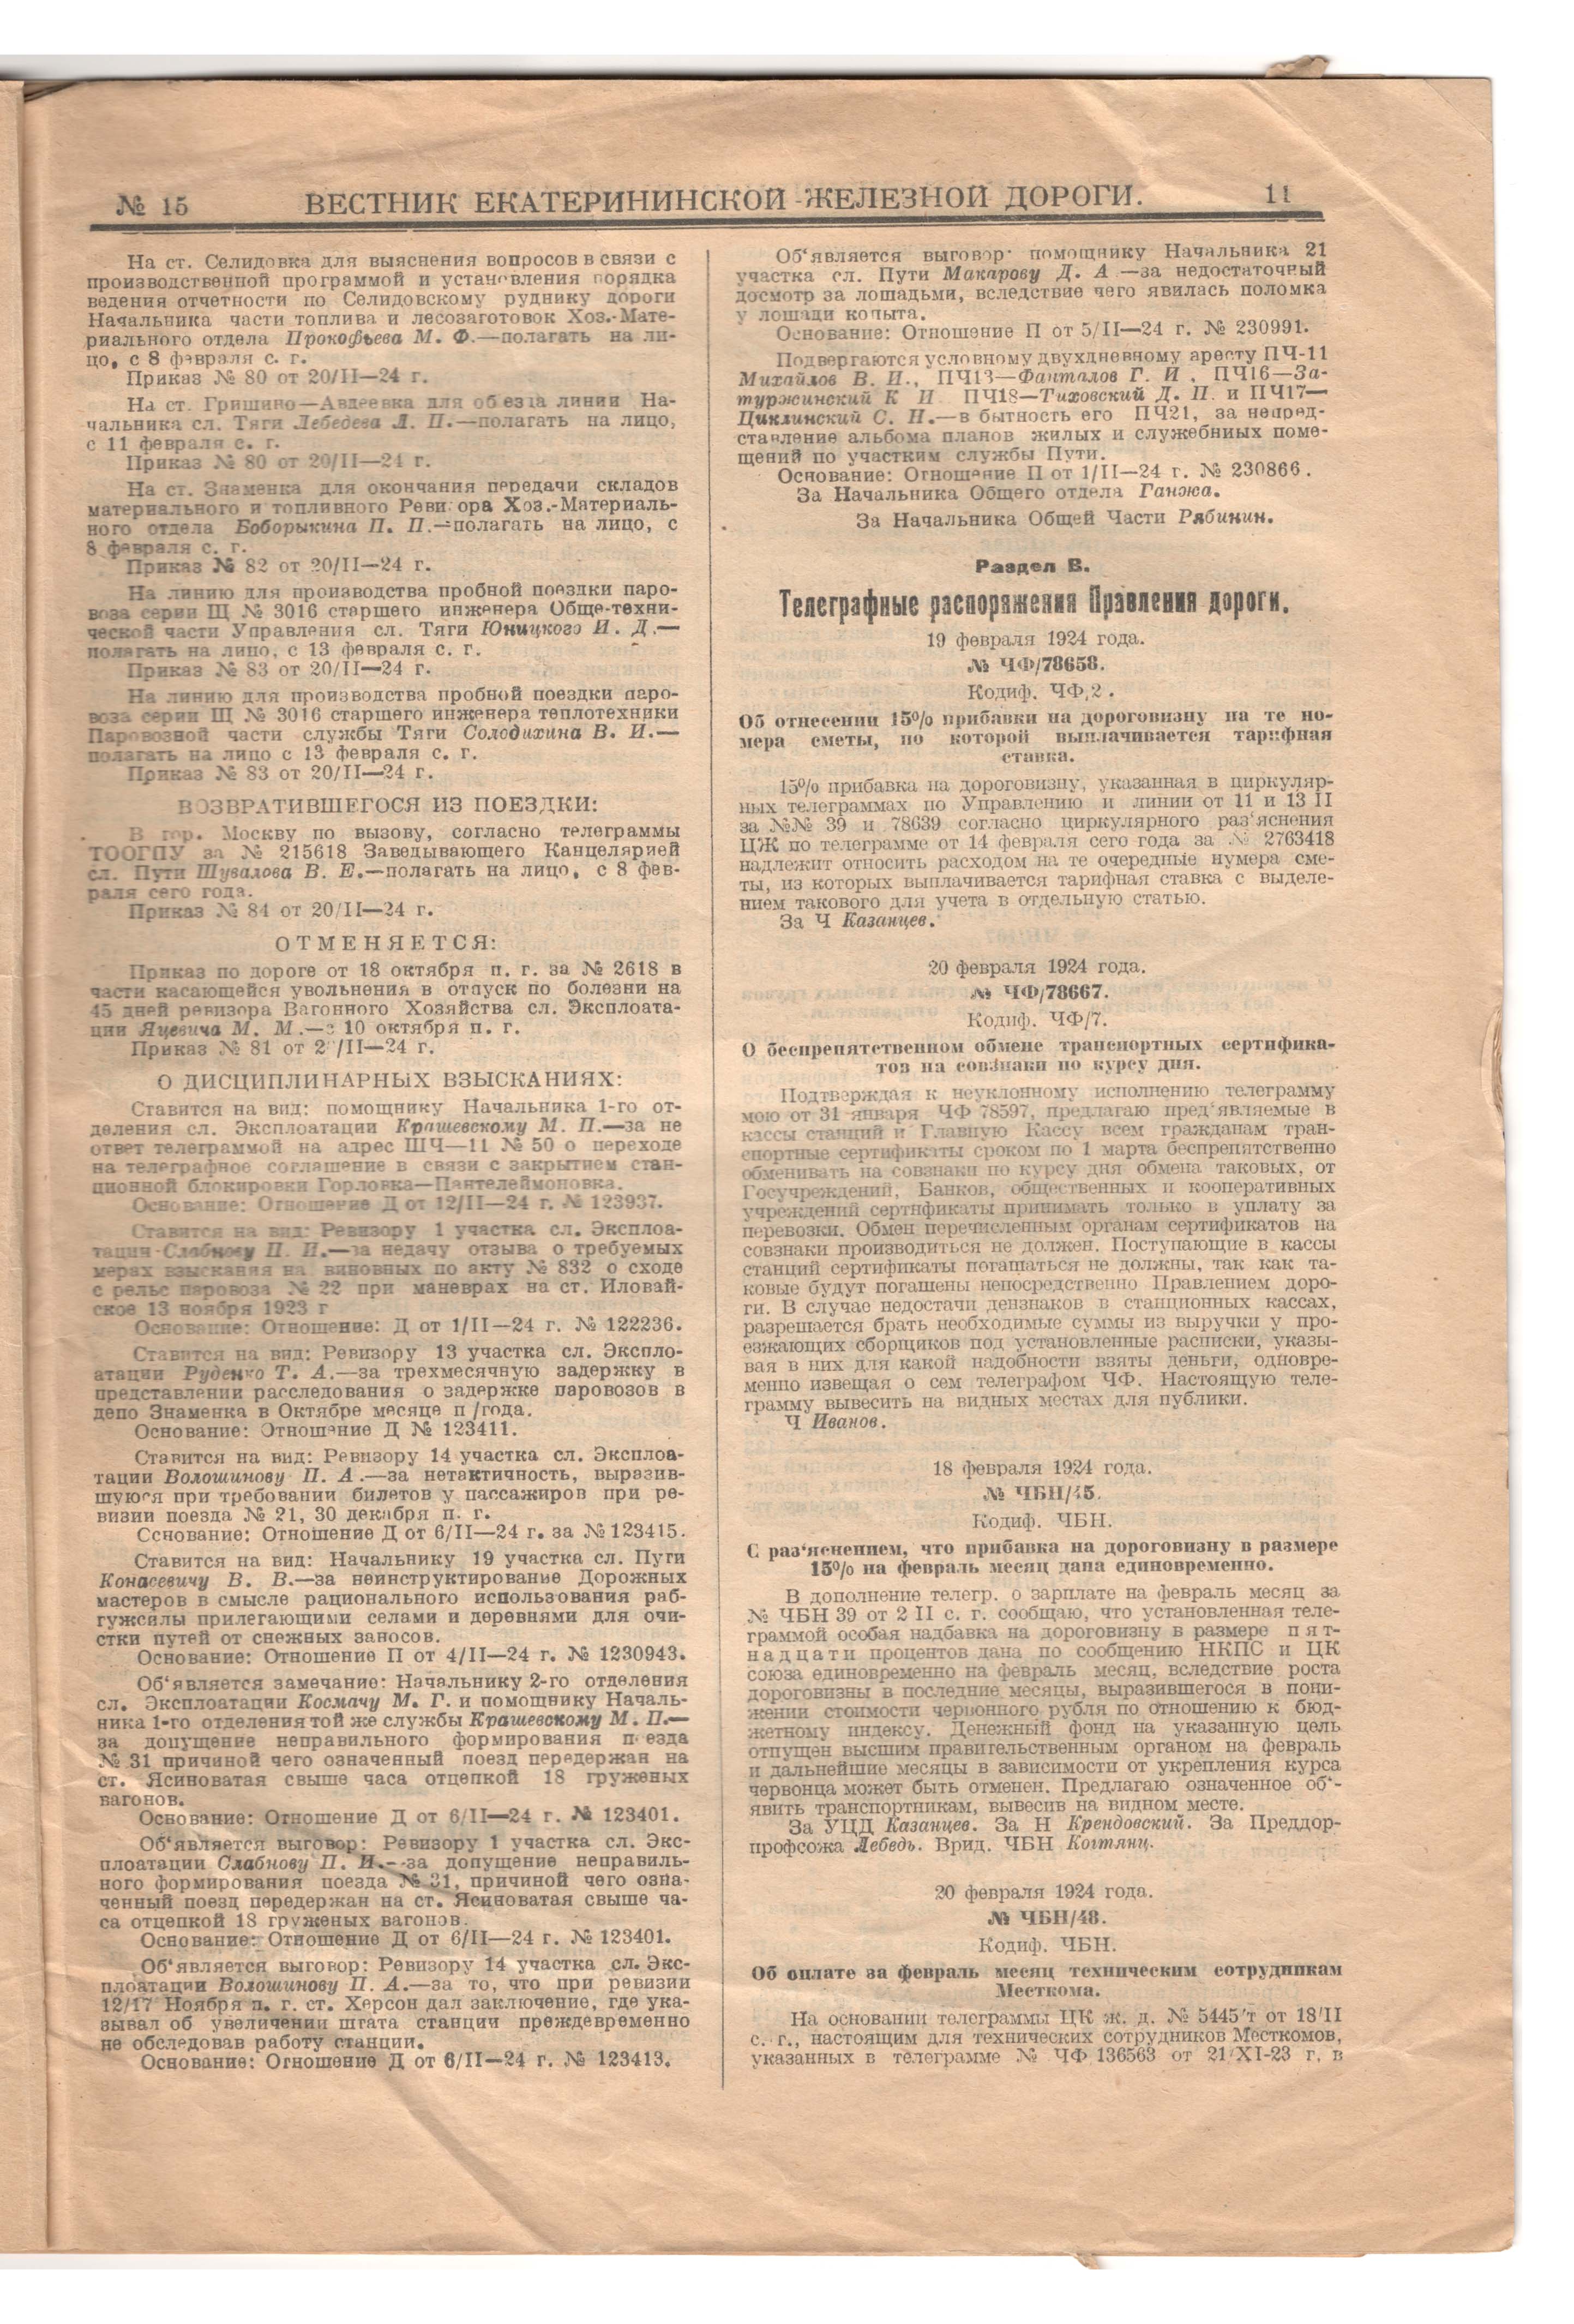 № 15
ВЕСТНИК ЕКАТЕРИНИНСКОЙ ЖЕЛЕЗНОЙ ДОРОГИ.
11
На ст. Селидовка для выяснения вопросов в связи с
производственной программой и установления порядка
ведения отчетности по Селидовскому руднику дороги
Начальника части топлива и лесозаготовок Хоз.-Мате-
риального отдела Прокофьева М. Ф.—полагать на ли-
цо, с 8 февраля с. г.
Приказ № 80 от 20/II—24 г.
На ст. Гришино—Авдеевка для об езда линии На-
чальника сл. Тяги Лебедева Л. П.—полагать на лицо,
с 11 февраля с. г.
Приказ № 80 от 20/II—24 г.
На ст. Знаменка для окончания передачи складов
материального и топливного Реви ора Хоз.-Материаль-
ного отдела Боборыкина П. П.—полагать на лицо, с
8 февраля с. г.
Приказ № 82 от 20/II—24 г.
На линию для производства пробной поездки паро-
воза серии Щ № 3016 старшего инженера Обще-техни-
ческой части Управления сл. Тяги Юницкого И. Д.—
полагать на лицо, с 13 февраля с. г.
Приказ № 83 от 20/II—24 г.
На линию для производства пробной поездки паро-
воза серии Щ № 3016 старшего инженера теплотехники
Паровозной части службы Тяги Солодихина В. И.—
полагать на лицо с 13 февраля с. г.
Приказ № 83 от 20/II—24 г.
ВОЗВРАТИВШЕГОСЯ ИЗ ПОЕЗДКИ:
В гор. Москву по вызову, согласно телеграммы
ТООГПУ за № 215618 Заведывающего Канцелярией
сл. Пути Шувалова В. Е.—полагать на лицо, с 8 фев-
раля сего года.
Приказ № 84 от 20/II—24 г.
ОТМЕНЯЕТСЯ:
Приказ по дороге от 18 октября п. г. за № 2618 в
части касающейся увольнения в отпуск по болезни на
45 дней ревизора Вагонного Хозяйства сл. Эксплоата-
ции Яцевича М. М.—с 10 октября п. г.
Приказ № 81 от 2 /II—24 г.
О ДИСЦИПЛИНАРНЫХ ВЗЫСКАНИЯХ:
Ставится на вид: помощнику Начальника 1-го от-
деления сл. Эксплоатации Крашевскому М. П.—за не
ответ телеграммой на адрес ШЧ—11 № 50 о переходе
на телеграфное соглашение в связи с закрытием стан-
ционной блокировки Горловка—Пантелеймоновка.
Основание: Отношение Д от 12/II—24 г. № 123937.
Ставится на вид: Ревизору 1 участка сл. Эксплоа-
тации Слабнову П. И.—за недачу отзыва о требуемых
мерах взыскания на виновных по акту № 832 о сходе
с рельс паровоза № 22 при маневрах на ст. Иловай-
ское 13 ноября 1923 г
Основание: Отношение: Д от 1/II—24 г. № 122236.
Ставится на вид: Ревизору 13 участка сл. Экспло-
атации Руденко Т. А.—за трехмесячную задержку в
представлении расследования о задержке паровозов в
депо Знаменка в Октябре месяце п /года.
Основание: Отношение Д № 123411.
Ставится на вид: Ревизору 14 участка сл. Эксплоа-
тации Волошинову П. А.—за нетактичность, выразив-
шуюся при требовании билетов у пассажиров при ре-
визии поезда № 21, 30 декабря п. г.
Основание: Отношение Д от 6/II—24 г. за № 123415.
Ставится на вид: Начальнику 19 участка сл. Пути
Конасевичу В. В.—за неинструктирование Дорожных
мастеров в смысле рационального использования раб-
гужсилы прилегающими селами и деревнями для очи-
стки путей от снежных заносов.
Основание: Отношение П от 4/II—24 г. № 1230943.
Об‘является замечание: Начальнику 2-го отделения
сл. Эксплоатации Космачу М. Г. и помощнику Началь-
ника 1-го отделения той же службы Крашевскому М. П.—
за допущение неправильного формирования п езда
№ 31 причиной чего означенный поезд передержан на
ст. Ясиноватая свыше часа отцепкой 18 груженых
вагонов.
Основание: Отношение Д от 6/II—24 г. № 123401.
Об‘является выговор: Ревизору 1 участка сл. Экс-
плоатации Слабнову П. И.—за допущение неправиль-
ного формирования поезда № 31, причиной чего озна-
ченный поезд передержан на ст. Ясиноватая свыше ча-
са отцепкой 18 груженых вагонов.
Основание: Отношение Д от 6/II—24 г. № 123401.
Об‘является выговор: Ревизору 14 участка сл. Экс-
плоатации Волошинову П. А.—за то, что при ревизии
12/17 Ноября п. г. ст. Херсон дал заключение, где ука-
зывал об увеличении штата станции преждевременно
не обследовав работу станции.
Основание: Отношение Д от 6/II—24 г. № 123413.
Об‘является выговор помощнику Начальника 21
участка сл. Пути Макарову Д. А.—за недостаточный
досмотр за лошадьми, вследствие чего явилась поломка
у лошади копыта.
Основание: Отношение П от 5/II—24 г. № 230991.
Подвергаются условному двухдневному аресту ПЧ-11
Михайлов В. И., ПЧ13—Фанталов Г. И , ПЧ16—За-
туржинский К И ПЧ18—Тиховский Д. П. и ПЧ17—
Циклинский С. Н.—в бытность его ПЧ21, за непред-
ставление альбома планов жилых и служебниых поме-
щений по участким службы Пути.
Основание: Отношение П от 1/II—24 г. № 230866.
За Начальника Общего отдела Ганжа.
За Начальника Общей Части Рябинин.
Раздел В.
Телеграфные распоряжения Правления дороги.
19 февраля 1924 года.
№ ЧФ/78658.
Кодиф. ЧФ,2.
Об отнесении 15% прибавки на дороговизну на те но-
мера сметы, по которой выплачивается тарифная
ставка.
15% прибавка на дороговизну, указанная в циркуляр-
ных телеграммах по Управлению и линии от 11 и 13 II
за №№ 39 и 78639 согласно циркулярного раз‘яснения
ЦЖ по телеграмме от 14 февраля сего года за № 2763418
надлежит относить расходом на те очередные нумера сме-
ты, из которых выплачивается тарифная ставка с выделе-
нием такового для учета в отдельную статью.
За Ч Казанцев.
20 февраля 1924 года.
№ ЧФ/78667.
Кодиф. ЧФ/7.
О беспрепятственном обмене транспортных сертифика-
тов на совзнаки по курсу дня.
Подтверждая к неуклонному исполнению телеграмму
мою от 31 января ЧФ 78597, предлагаю пред‘являемые в
кассы станций и Главную Кассу всем гражданам тран-
спортные сертификаты сроком по 1 марта беспрепятственно
обменивать на совзнаки по курсу дня обмена таковых, от
Госучреждений, Банков, общественных и кооперативных
учреждений сертификаты принимать только в уплату за
перевозки. Обмен перечисленным органам сертификатов на
совзнаки производиться не должен. Поступающие в кассы
станций сертификаты погашаться не должны, так как та-
ковые будут погашены непосредственно Правлением доро-
ги. В случае недостачи дензнаков в станционных кассах,
разрешается брать необходимые суммы из выручки у про-
езжающих сборщиков под установленные расписки, указы-
вая в них для какой надобности взяты деньги, одновре-
менно извещая о сем телеграфом ЧФ. Настоящую теле-
грамму вывесить на видных местах для публики.
Ч Иванов.
18 февраля 1924 года.
№ ЧБН/45.
Кодиф. ЧБН.
С раз‘яснением, что прибавка на дороговизну в размере
15% на февраль месяц дана единовременно.
В дополнение телегр. о зарплате на февраль месяц за
№ ЧБН 39 от 2 II с. г. сообщаю, что установленная теле-
граммой особая надбавка на дороговизну в размере пят-
надцати процентов дана по сообщению НКПС и ЦК
союза единовременно на февраль месяц, вследствие роста
дороговизны в последние месяцы, выразившегося в пони-
жении стоимости червонного рубля по отношению к бюд-
жетному индексу. Денежный фонд на указанную цель
отпущен высшим правительственным органом на февраль
и дальнейшие месяцы в зависимости от укрепления курса
червонца может быть отменен. Предлагаю означенное об‘-
явить транспортникам, вывесив на видном месте.
За УЦД Казанцев. За Н Крендовский. За Преддор-
профсожа Лебедь. Врид. ЧБН Когтянц.
20 февраля 1924 года.
№ ЧБН/48.
Кодиф. ЧБН.
Об оплате за февраль месяц техническим сотрудникам
Месткома.
На основании телеграммы ЦК ж. д. № 5445/т от 18/II
с. г., настоящим для технических сотрудников Месткомов,
указанных в телеграмме № ЧФ 136563 от 21/XI-23 г. в